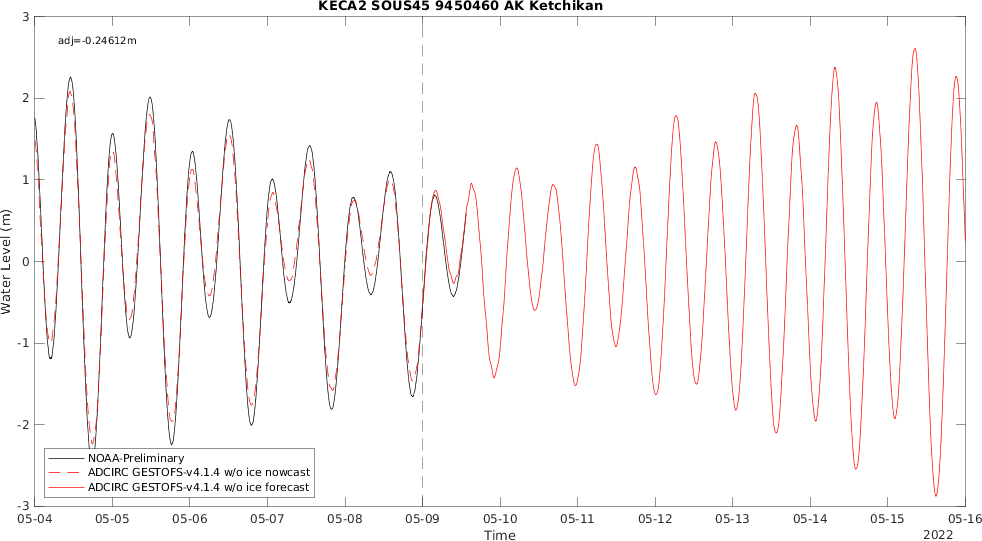 KECA2 SOUS45 9450460 AK Ketchikan
adj=-0.24612m
3
2
1
0
-1
-2
-3
Water Level (m)
NOAA-Preliminary
ADCIRC GESTOFS-v4.1.4 w/o ice nowcast
ADCIRC GESTOFS-v4.1.4 w/o ice forecast
05-04 05-05 05-06 05-07 05-08 05-09 05-10 05-11 05-12 05-13 05-14 05-15 05-16
Time
2022